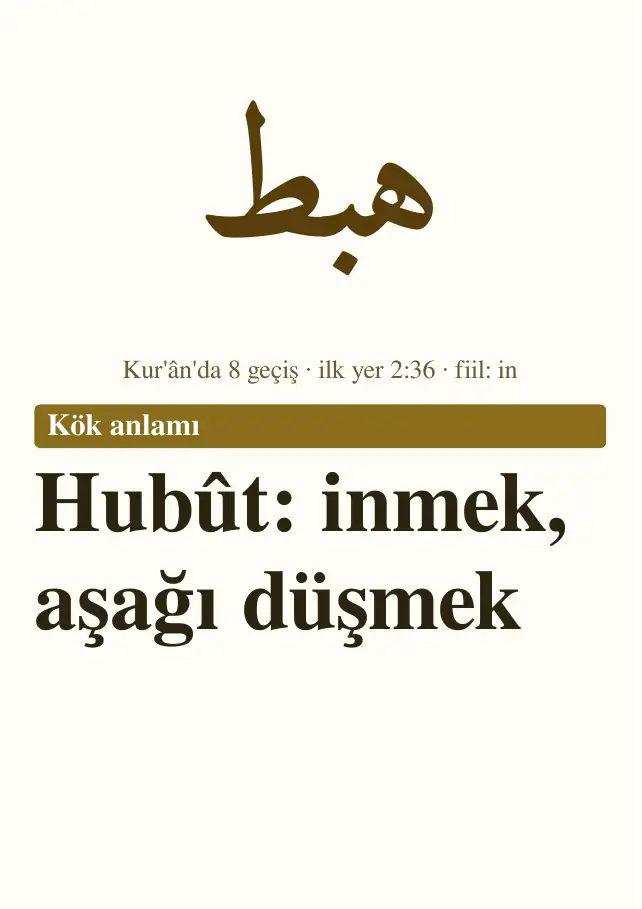 هبط
Kur'ân'da 8 geçiş · ilk yer 2:36 · fiil: in
Kök anlamı
Hubût: inmek,
aşağı düşmek